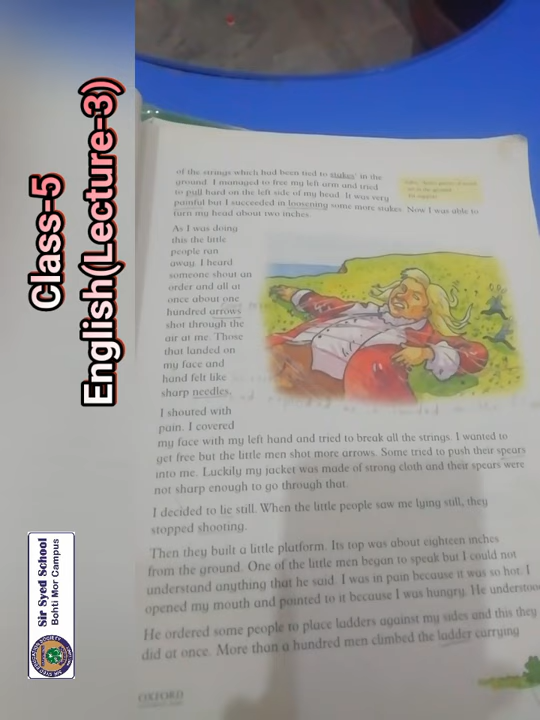 Class-5
English(Lecture-3)
Sir Syed School
Bohti Mor Campus
of the strings which had been tied to stakes in the
ground. I managed to free my left arm and tried
to pull hard on the left side of my head. It was very
painful but I succeeded in loosening some more stakes. Now I was able to
turn my head about two inches.
As I was doing
this the little
people ran
away. I heard
someone shout an
order and all at
once about one
hundred arrows
shot through the
air at me. Those
that landed on
my face and
hand felt like
sharp needles.
I shouted with
pain. I covered
my face with my left hand and tried to break all the strings. I wanted to
get free but the little men shot more arrows. Some tried to push their spears
into me. Luckily my jacket was made of strong cloth and their spears were
not sharp enough to go through that.
I decided to lie still. When the little people saw me lying still, they
stopped shooting.
Then they built a little platform. Its top was about eighteen inches
from the ground. One of the little men began to speak but I could not
understand anything that he said. I was in pain because it was so hot. I
opened my mouth and pointed to it because I was hungry. He understoo
He ordered some people to place ladders against my sides and this they
did at once. More than a hundred men climbed the ladder carrying
OXFORD